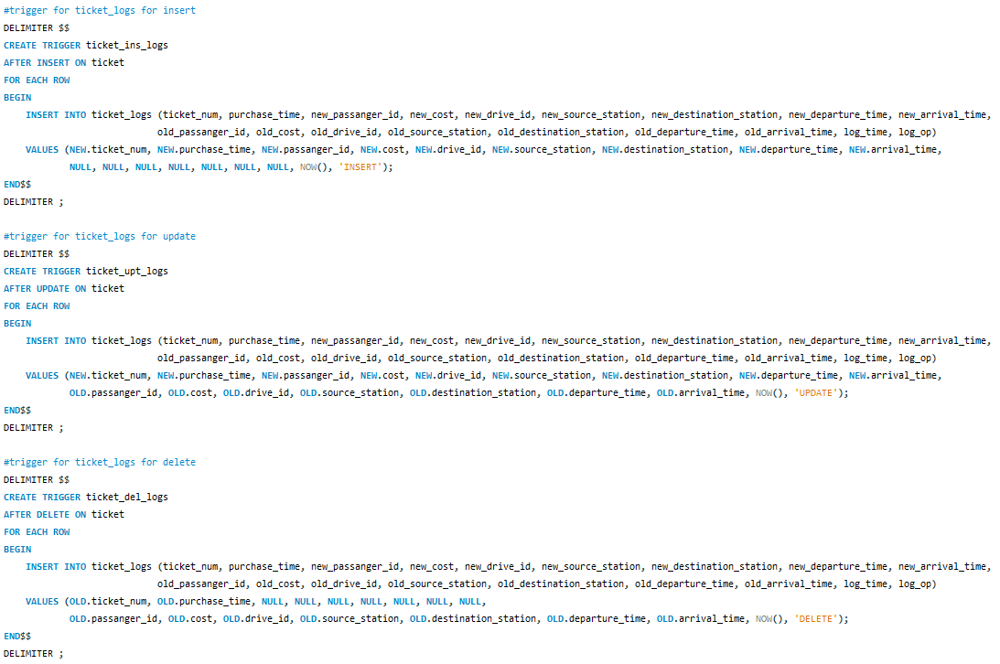 #trigger for ticket_logs for insert
DELIMITER $$
CREATE TRIGGER ticket_ins_logs
AFTER INSERT ON ticket
FOR EACH ROW
BEGIN
    INSERT INTO ticket_logs (ticket_num, purchase_time, new_passanger_id, new_cost, new_drive_id, new_source_station, new_destination_station, new_departure_time, new_arrival_time,
                            old_passanger_id, old_cost, old_drive_id, old_source_station, old_destination_station, old_departure_time, old_arrival_time, log_time, log_op)
    VALUES (NEW.ticket_num, NEW.purchase_time, NEW.passanger_id, NEW.cost, NEW.drive_id, NEW.source_station, NEW.destination_station, NEW.departure_time, NEW.arrival_time,
            NULL, NULL, NULL, NULL, NULL, NULL, NULL, NOW(), 'INSERT');
END$$
DELIMITER ;

#trigger for ticket_logs for update
DELIMITER $$
CREATE TRIGGER ticket_upt_logs
AFTER UPDATE ON ticket
FOR EACH ROW
BEGIN
    INSERT INTO ticket_logs (ticket_num, purchase_time, new_passanger_id, new_cost, new_drive_id, new_source_station, new_destination_station, new_departure_time, new_arrival_time,
                            old_passanger_id, old_cost, old_drive_id, old_source_station, old_destination_station, old_departure_time, old_arrival_time, log_time, log_op)
    VALUES (NEW.ticket_num, NEW.purchase_time, NEW.passanger_id, NEW.cost, NEW.drive_id, NEW.source_station, NEW.destination_station, NEW.departure_time, NEW.arrival_time,
            OLD.passanger_id, OLD.cost, OLD.drive_id, OLD.source_station, OLD.destination_station, OLD.departure_time, OLD.arrival_time, NOW(), 'UPDATE');
END$$
DELIMITER ;

#trigger for ticket_logs for delete
DELIMITER $$
CREATE TRIGGER ticket_del_logs
AFTER DELETE ON ticket
FOR EACH ROW
BEGIN
    INSERT INTO ticket_logs (ticket_num, purchase_time, new_passanger_id, new_cost, new_drive_id, new_source_station, new_destination_station, new_departure_time, new_arrival_time,
                            old_passanger_id, old_cost, old_drive_id, old_source_station, old_destination_station, old_departure_time, old_arrival_time, log_time, log_op)
    VALUES (OLD.ticket_num, OLD.purchase_time, NULL, NULL, NULL, NULL, NULL, NULL, NULL,
            OLD.passanger_id, OLD.cost, OLD.drive_id, OLD.source_station, OLD.destination_station, OLD.departure_time, OLD.arrival_time, NOW(), 'DELETE');
END$$
DELIMITER ;